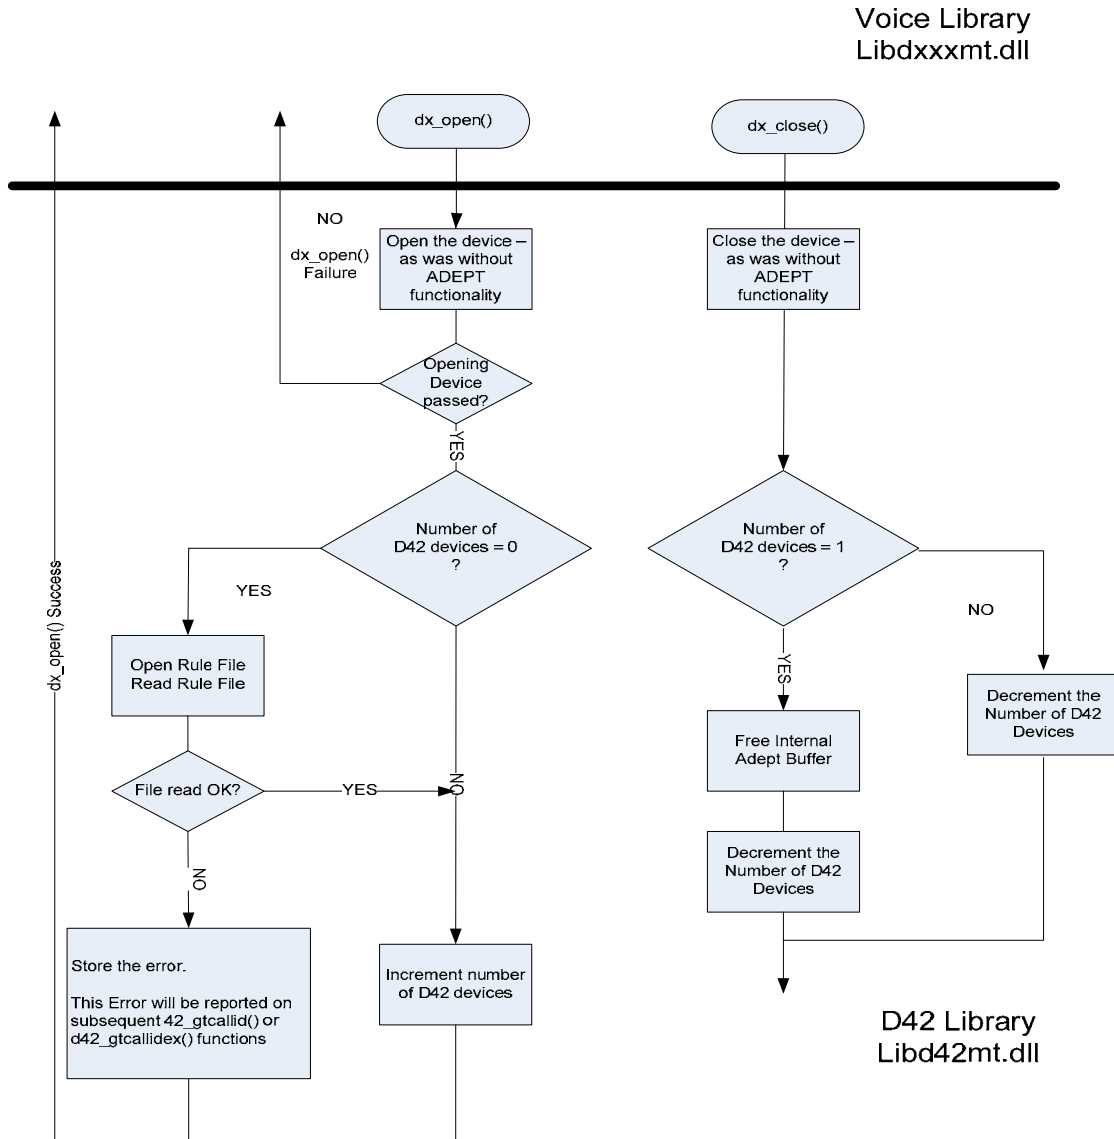 Voice Library
Libdxxxmt.dll
dx_open()
dx_close()
NO
dx_open()
Failure
Open the device –
as was without
ADEPT
functionality
Close the device –
as was without
ADEPT
functionality
Opening
Device
passed?
YES
Number of
D42 devices = 0
?
Number of
D42 devices = 1
?
YES
NO
dx_open() Success
Open Rule File
Read Rule File
YES
Decrement the
Number of D42
Devices
Free Internal
Adept Buffer
File read OK?
YES
NO
Decrement the
Number of D42
Devices
NO
Store the error.
This Error will be reported on
subsequent 42_gtcallid() or
d42_gtcallidex() functions
Increment number
of D42 devices
D42 Library
Libd42mt.dll